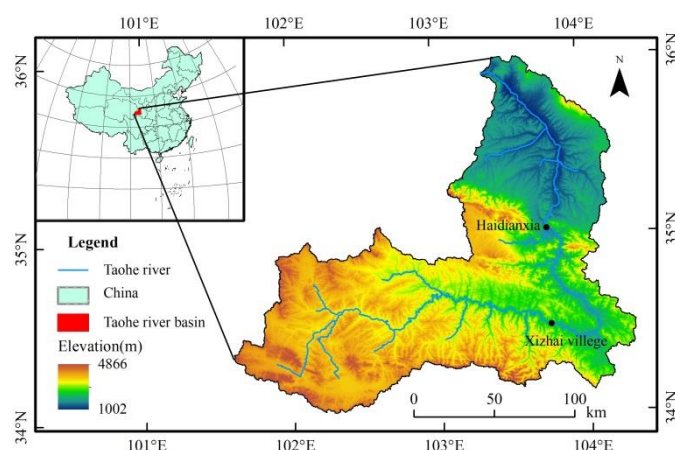 101°E 102°E 103°E 104°E
36°N
36°N
N
Haidianxia
35°N
35°N
Legend
Taohe river
China
Taohe river basin
Elevation(m)
4866
1002
Xizhai villege
0 50 100
km
34°N
34°N
101°E 102°E 103°E 104°E